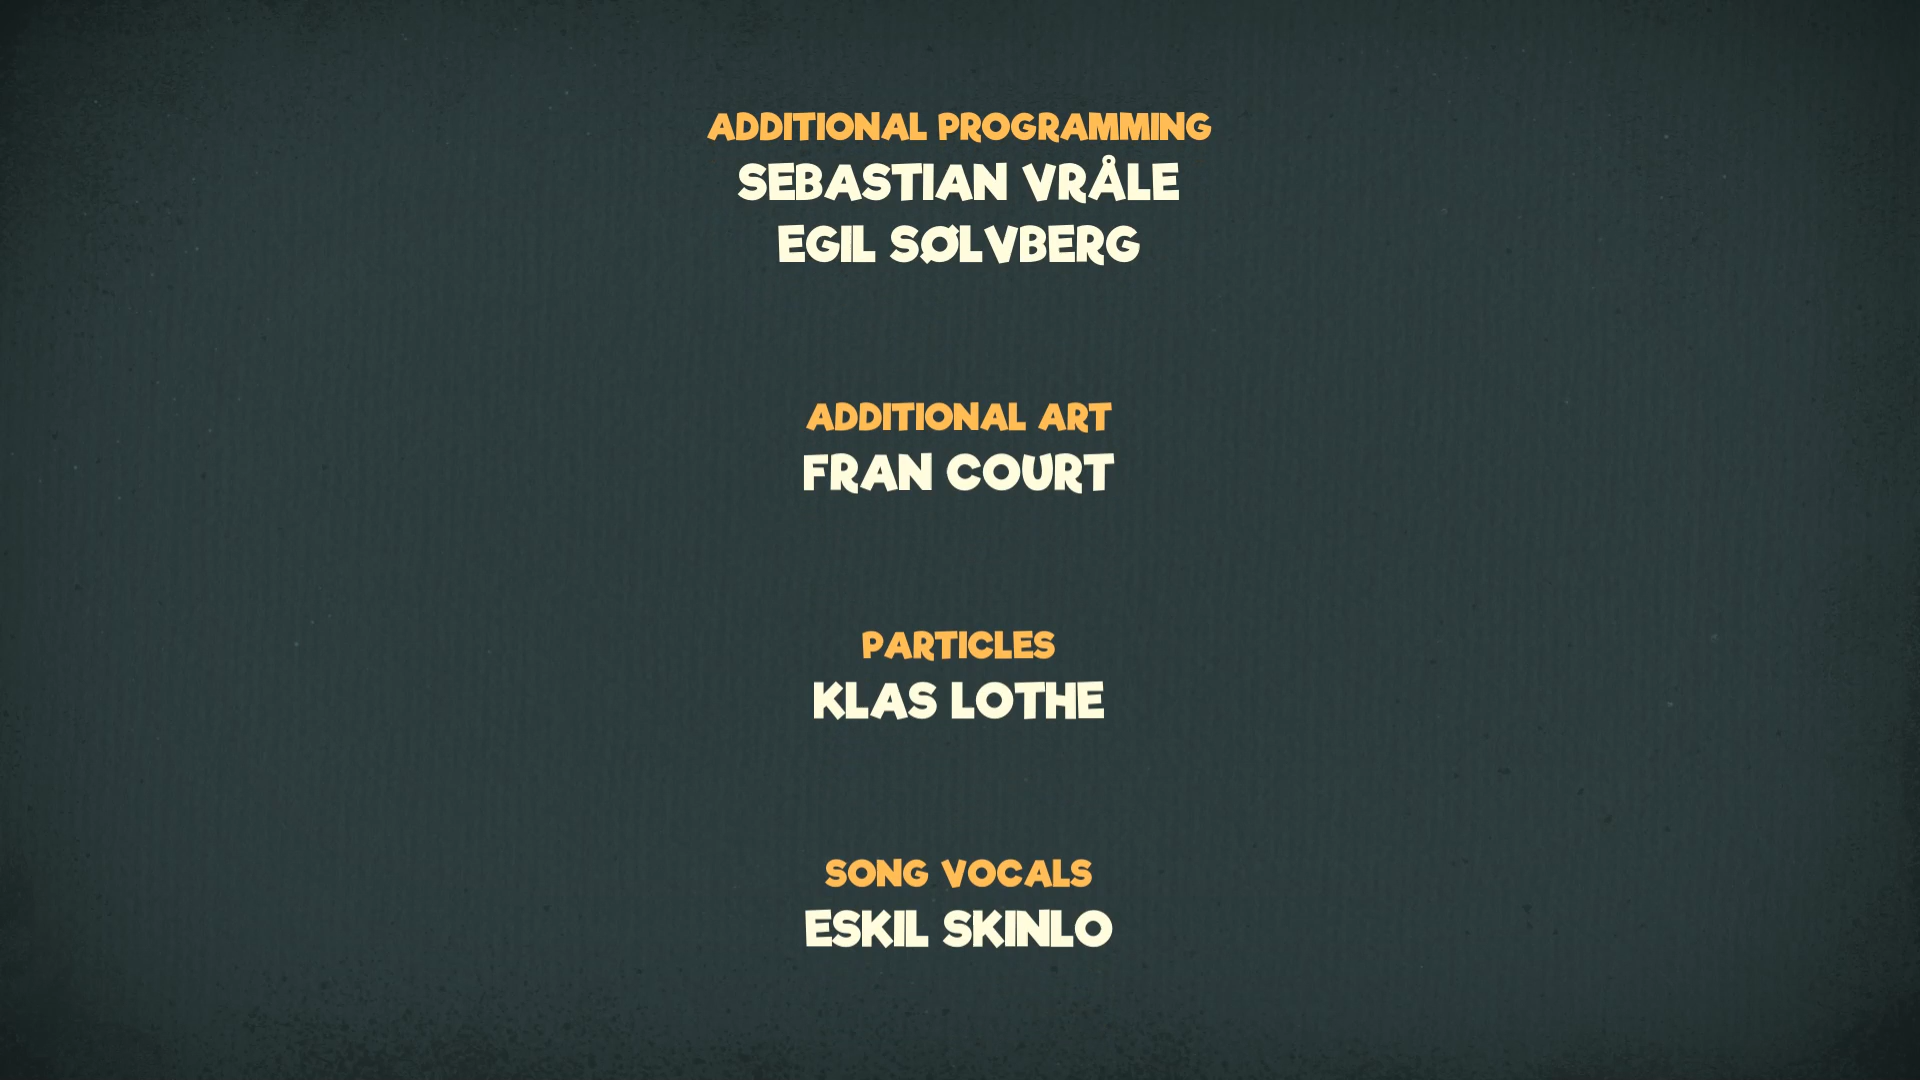 ADDITIONAL PROGRAMMING
SEBASTIAN VRÅLE
EGIL SØLVBERG
ADDITIONAL ART
FRAN COURT
PARTICLES
KLAS LOTHE
SONG VOCALS
ESKIL SKINLO